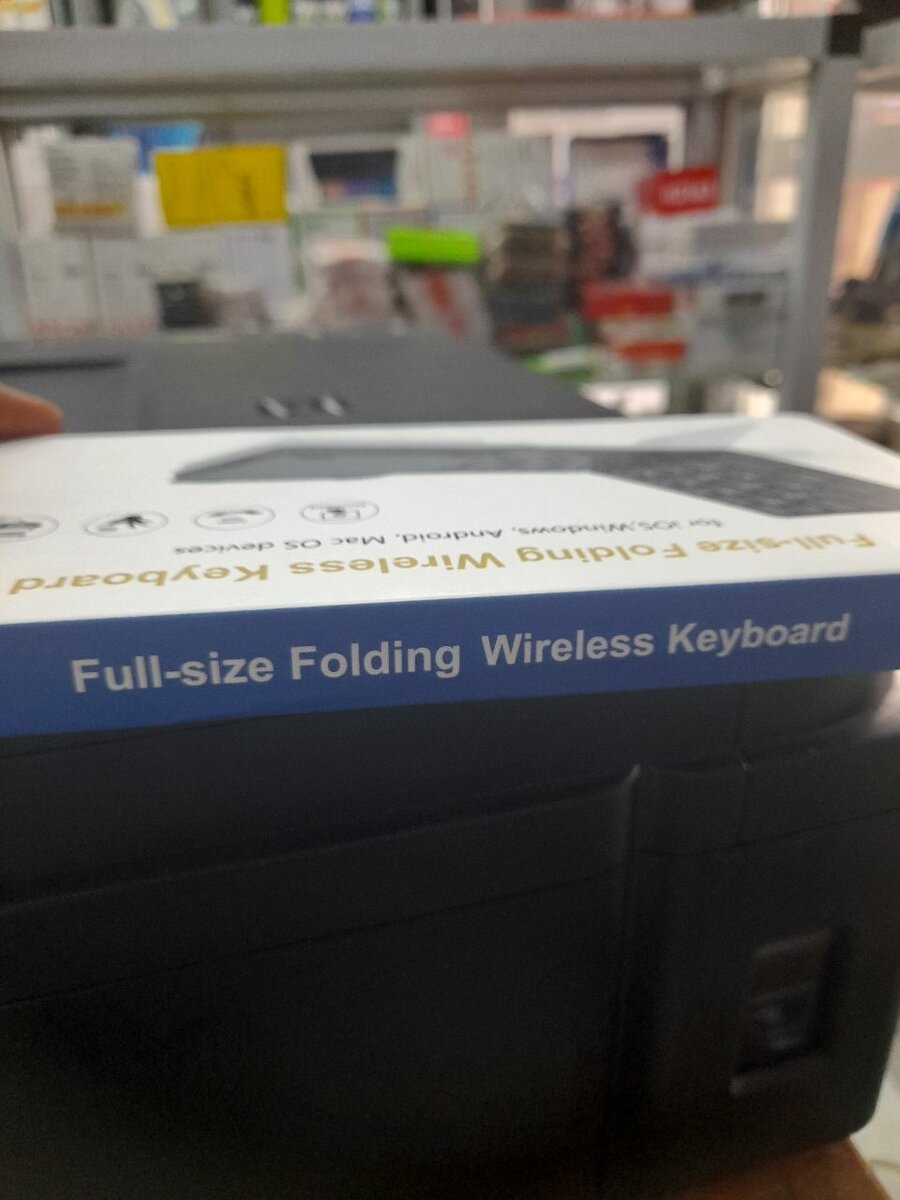 Full-size Folding Wireless Keyboard
for iOS,Windows, Android, Mac OS devices
Full-size Folding Wireless Keyboard